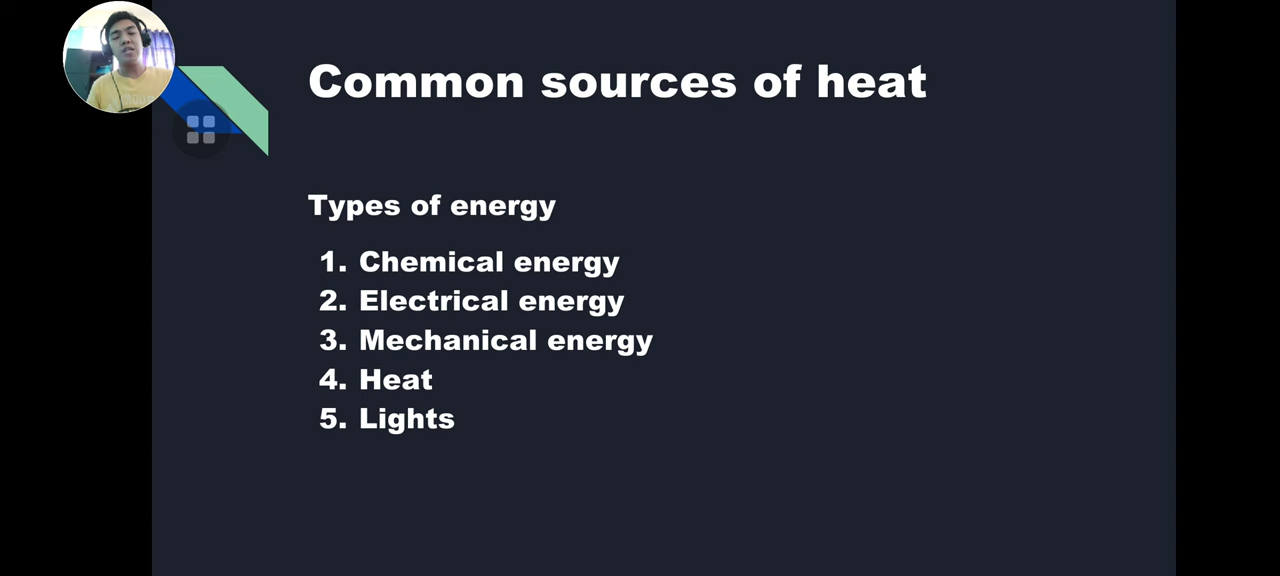 Common sources of heat
Types of energy
1. Chemical energy
2. Electrical energy
3. Mechanical energy
4. Heat
5. Lights